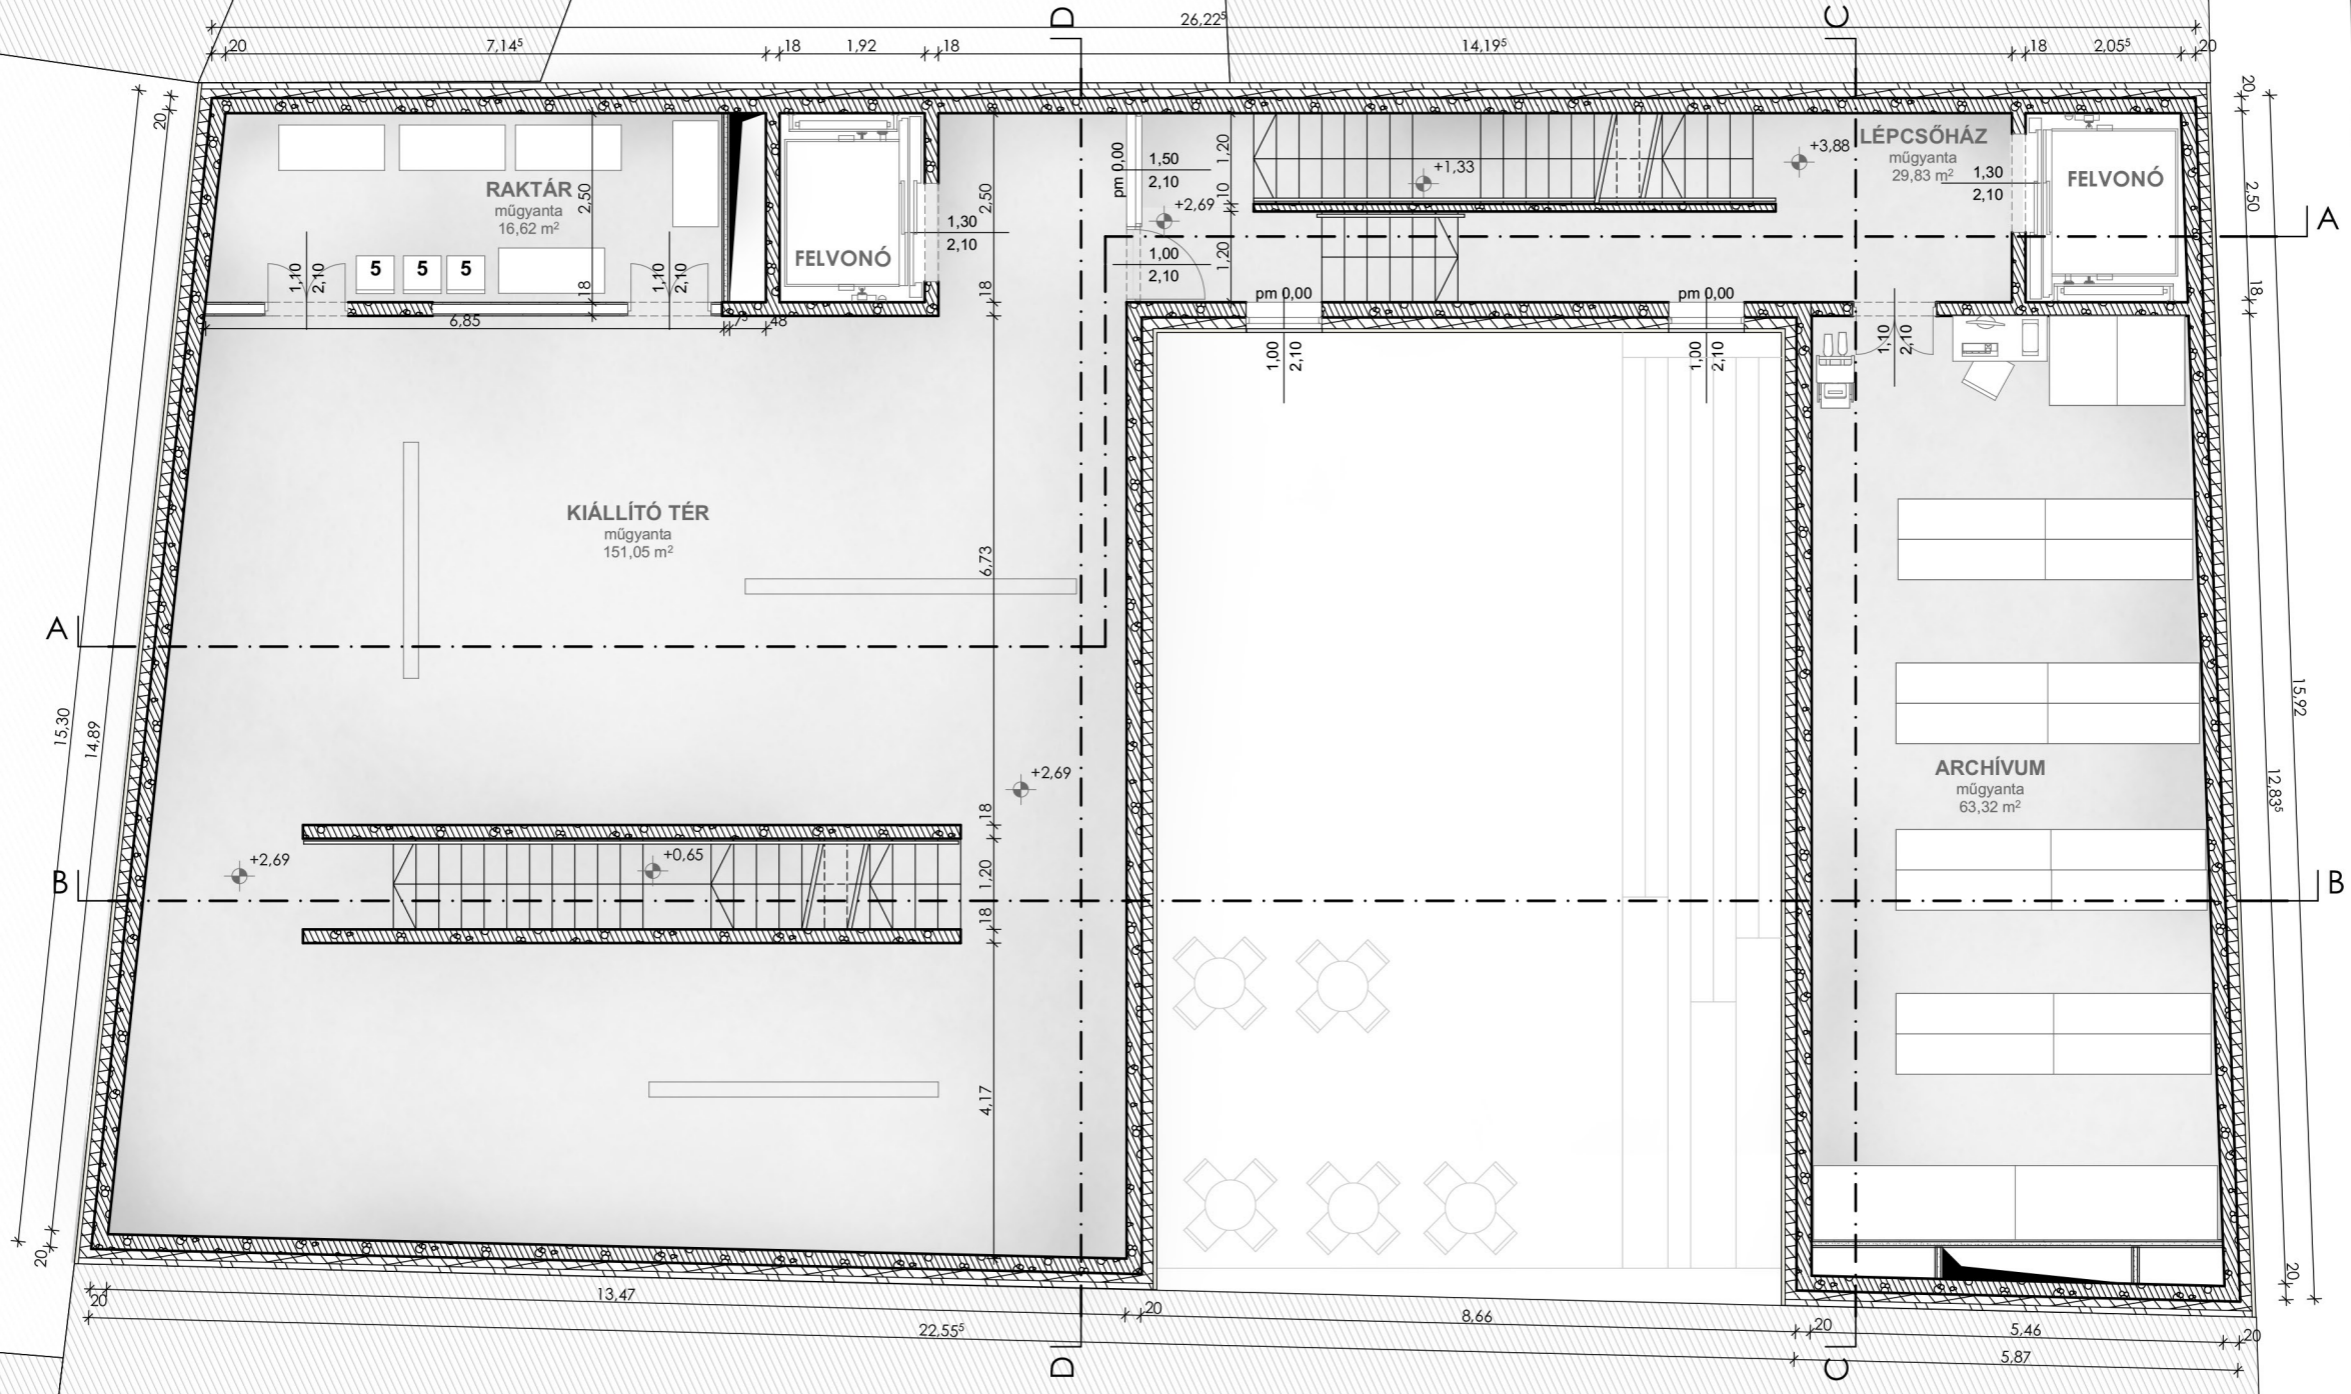 D
C
26,22⁵
20
7,14⁵
18
1,92
18
14,19⁵
18
2,05⁵
20
20
20
RAKTÁR
műgyanta
16,62 m²
2,50
FELVONÓ
2,50
1,30
2,10
pm 0,00
1,50
2,10
1,20
10
1,20
+2,69
1,00
2,10
+1,33
+3,88
LÉPCSŐHÁZ
műgyanta
29,83 m²
1,30
2,10
FELVONÓ
2,50
A
1,10
2,10
5
5
5
1,10
2,10
18
18
18
6,85
48
pm 0,00
pm 0,00
1,00
2,10
1,00
2,10
1,10
2,10
KIÁLLÍTÓ TÉR
műgyanta
151,05 m²
6,73
A
15,30
14,89
15,92
12,83⁵
ARCHÍVUM
műgyanta
63,32 m²
+2,69
18
+2,69
+0,65
1,20
B
B
18
4,17
20
20
20
13,47
20
22,55⁵
8,66
20
5,46
20
5,87
D
C